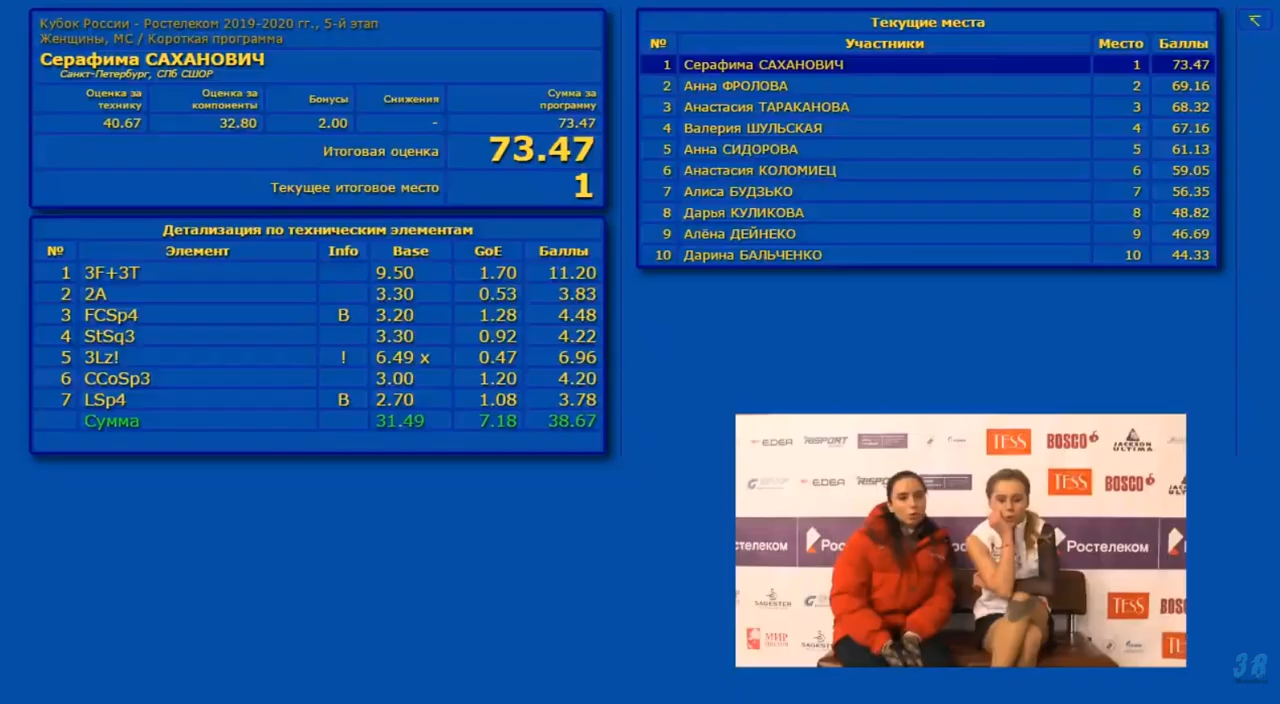 Кубок России - Ростелеком 2019-2020 гг., 5-й этап
Женщины, МС / Короткая программа
Серафима САХАНОВИЧ
Санкт-Петербург, СПб СШОР
Оценка за технику Оценка за компоненты Бонусы Снижения Сумма за программу
40.67 32.80 2.00 - 73.47
Итоговая оценка 73.47
Текущее итоговое место 1
Детализация по техническим элементам
№ Элемент Info Base GoE Баллы
1 3F+3T 9.50 1.70 11.20
2 2A 3.30 0.53 3.83
3 FCSp4 B 3.20 1.28 4.48
4 StSq3 3.30 0.92 4.22
5 3Lz! ! 6.49 x 0.47 6.96
6 CCoSp3 3.00 1.20 4.20
7 LSp4 B 2.70 1.08 3.78
Сумма 31.49 7.18 38.67
Текущие места
№ Участники Место Баллы
1 Серафима САХАНОВИЧ 1 73.47
2 Анна ФРОЛОВА 2 69.16
3 Анастасия ТАРАКАНОВА 3 68.32
4 Валерия ШУЛЬСКАЯ 4 67.16
5 Анна СИДОРОВА 5 61.13
6 Анастасия КОЛОМИЕЦ 6 59.05
7 Алиса БУДЗЬКО 7 56.35
8 Дарья КУЛИКОВА 8 48.82
9 Алёна ДЕЙНЕКО 9 46.69
10 Дарина БАЛЬЧЕНКО 10 44.33
EDEA RISPORT TESS BOSCO JACKSON ULTIMA
EDEA RISPO TESS BOSCO
стелеком Рос Ростелеком
SAGESTER TESS BOSC
МИР SAGESTER